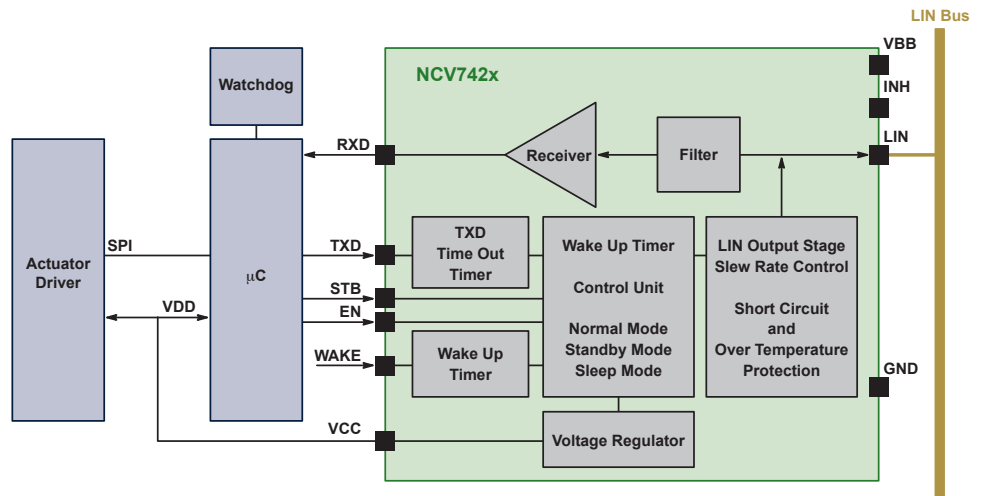 LIN Bus
VBB
INH
LIN
GND
NCV742x
Watchdog
RXD
Receiver
Filter
Actuator
Driver
SPI
VDD
μC
TXD
STB
EN
WAKE
VCC
TXD
Time Out
Timer
Wake Up
Timer
Wake Up Timer
Control Unit
Normal Mode
Standby Mode
Sleep Mode
LIN Output Stage
Slew Rate Control
Short Circuit
and
Over Temperature
Protection
Voltage Regulator